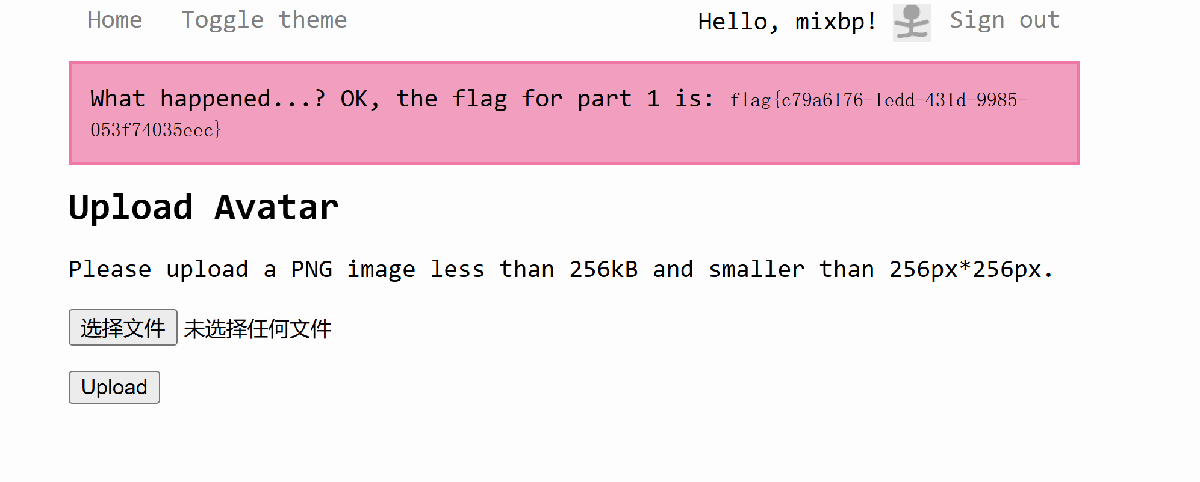 Home Toggle theme Hello, mixbp! Sign out
What happened...? OK, the flag for part 1 is: flag{c79a6176-1edd-431d-9985-
053f74035eec}
Upload Avatar
Please upload a PNG image less than 256kB and smaller than 256px*256px.
选择文件 未选择任何文件
Upload